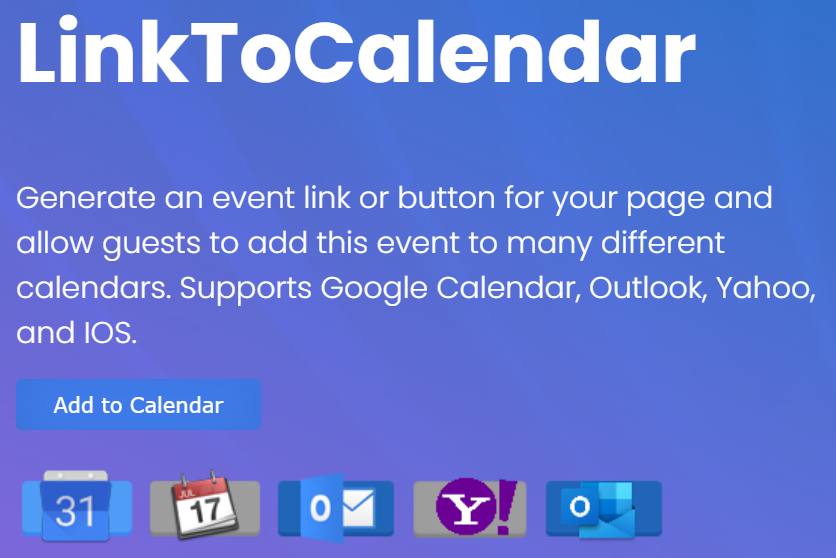 LinkToCalendar
Generate an event link or button for your page and
allow guests to add this event to many different
calendars. Supports Google Calendar, Outlook, Yahoo,
and IOS.
Add to Calendar
31
JUL
17
O
Y!
O